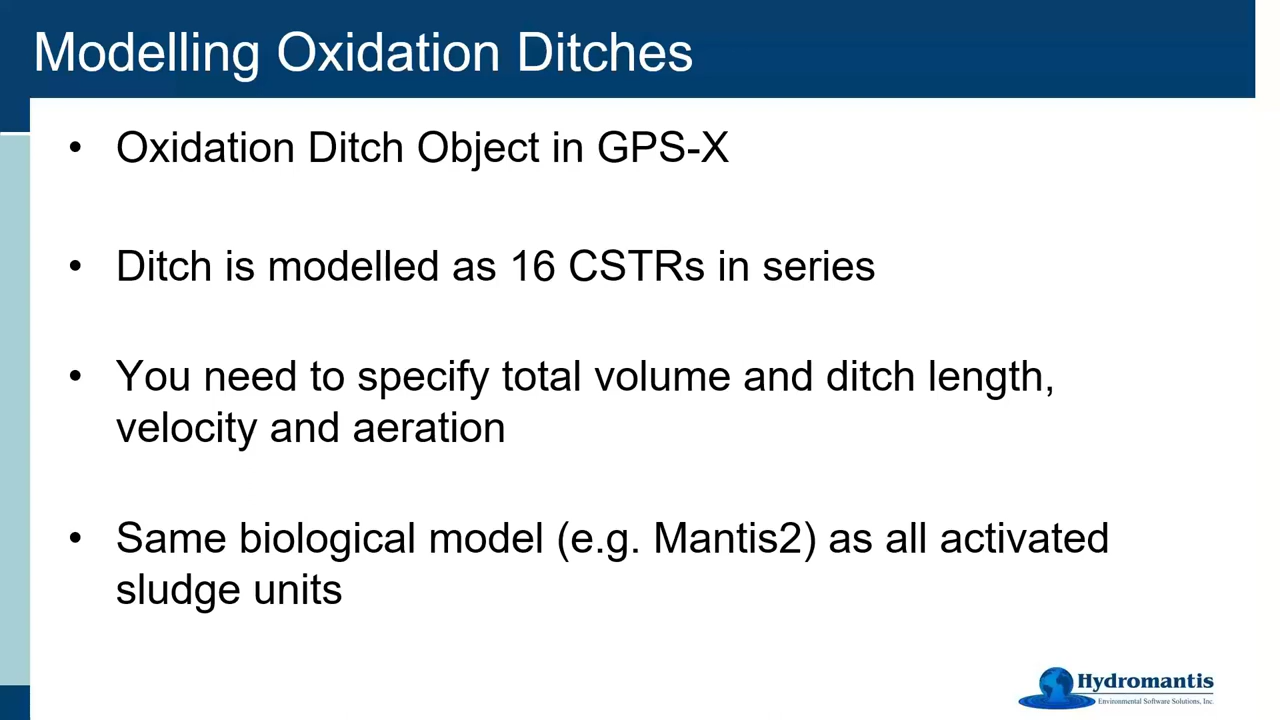 Modelling Oxidation Ditches
• Oxidation Ditch Object in GPS-X
• Ditch is modelled as 16 CSTRs in series
• You need to specify total volume and ditch length,
velocity and aeration
• Same biological model (e.g. Mantis2) as all activated
sludge units
Hydromantis
Environmental Software Solutions, Inc.